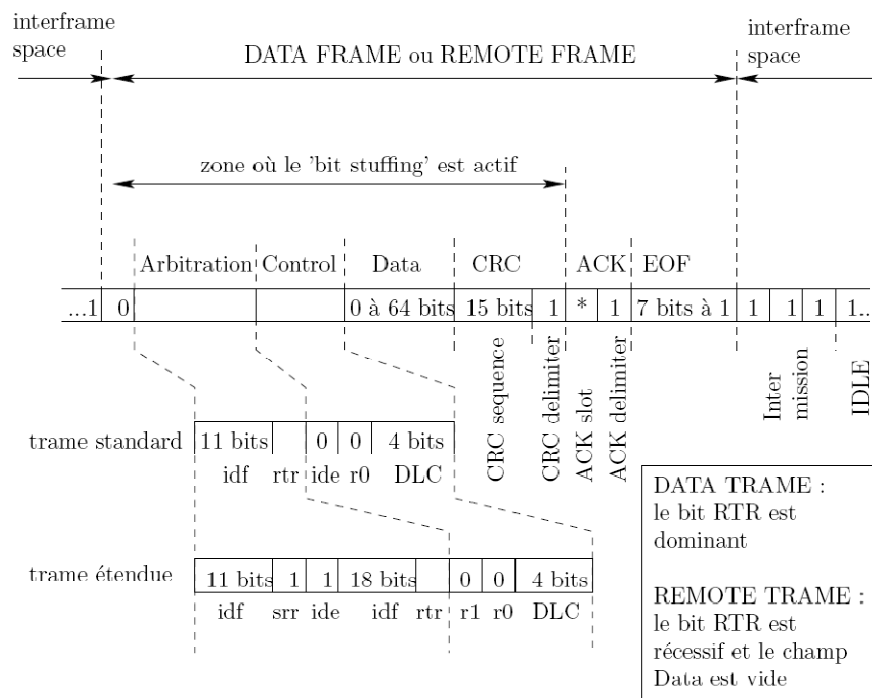 interframe
space
DATA FRAME ou REMOTE FRAME
interframe
space
zone où le 'bit stuffing' est actif
Arbitration Control Data CRC ACK EOF
...1 0 0 à 64 bits 15 bits 1 * 1 7 bits à 1 1 1 1 1..
CRC sequence
CRC delimiter
ACK slot
ACK delimiter
Inter
mission
IDLE
trame standard 11 bits 0 0 4 bits
idf rtr ide r0 DLC
trame étendue 11 bits 1 1 18 bits 0 0 4 bits
idf srr ide idf rtr r1 r0 DLC
DATA TRAME :
le bit RTR est
dominant
REMOTE TRAME :
le bit RTR est
récessif et le champ
Data est vide